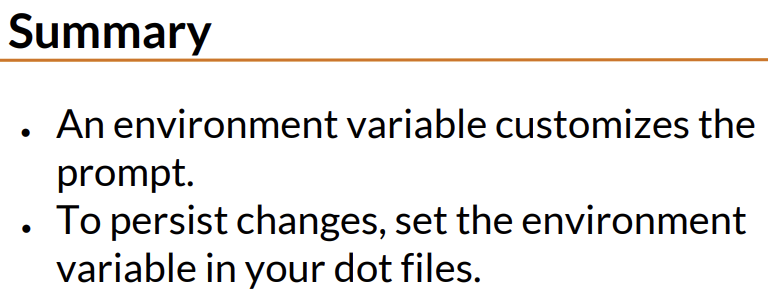 Summary
• An environment variable customizes the
prompt.
• To persist changes, set the environment
variable in your dot files.